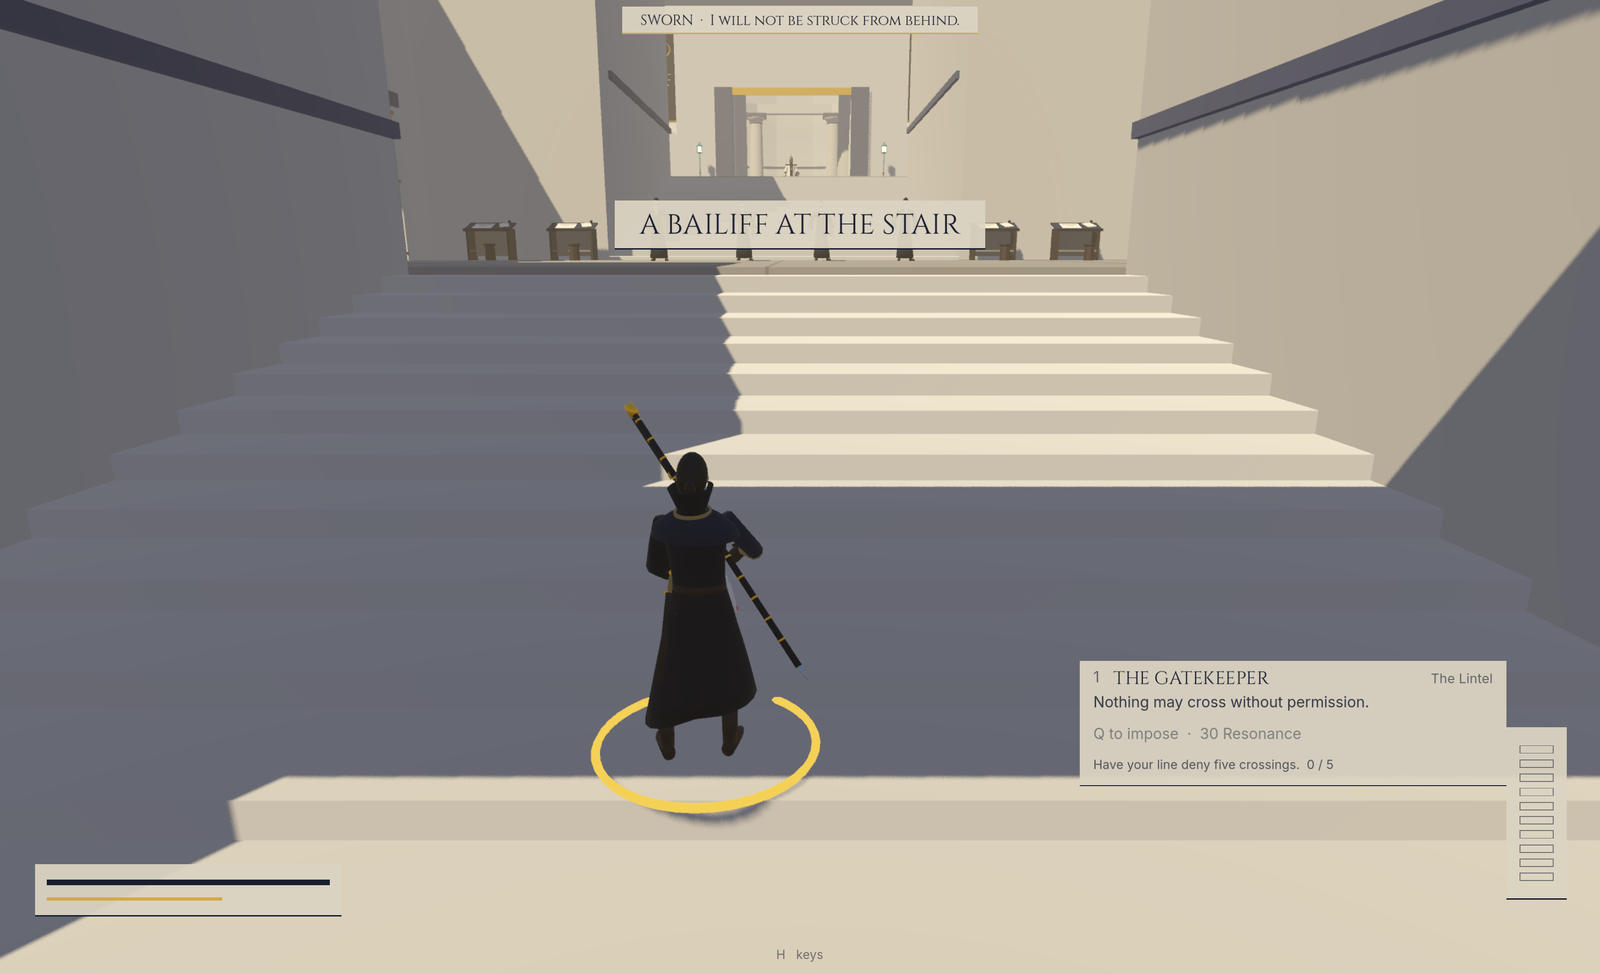 SWORN · I WILL NOT BE STRUCK FROM BEHIND.
A BAILIFF AT THE STAIR
1 THE GATEKEEPER The Lintel
Nothing may cross without permission.
Q to impose · 30 Resonance
Have your line deny five crossings. 0 / 5
H keys